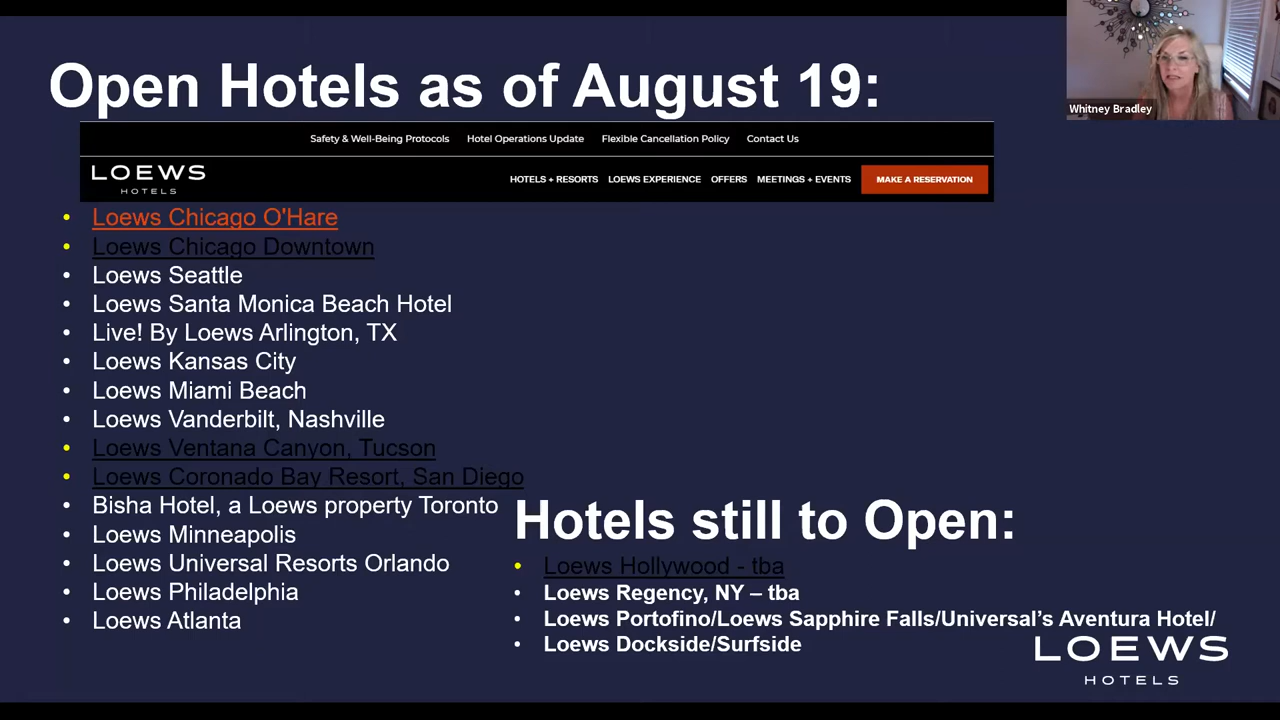 Open Hotels as of August 19:
Whitney Bradley
Safety & Well-Being Protocols Hotel Operations Update Flexible Cancellation Policy Contact Us
LOEWS
HOTELS
HOTELS + RESORTS LOEWS EXPERIENCE OFFERS MEETINGS + EVENTS MAKE A RESERVATION
• Loews Chicago O'Hare
• Loews Chicago Downtown
• Loews Seattle
• Loews Santa Monica Beach Hotel
• Live! By Loews Arlington, TX
• Loews Kansas City
• Loews Miami Beach
• Loews Vanderbilt, Nashville
• Loews Ventana Canyon, Tucson
• Loews Coronado Bay Resort, San Diego
• Bisha Hotel, a Loews property Toronto
• Loews Minneapolis
• Loews Universal Resorts Orlando
• Loews Philadelphia
• Loews Atlanta
Hotels still to Open:
• Loews Hollywood - tba
• Loews Regency, NY – tba
• Loews Portofino/Loews Sapphire Falls/Universal’s Aventura Hotel/
• Loews Dockside/Surfside
LOEWS
HOTELS